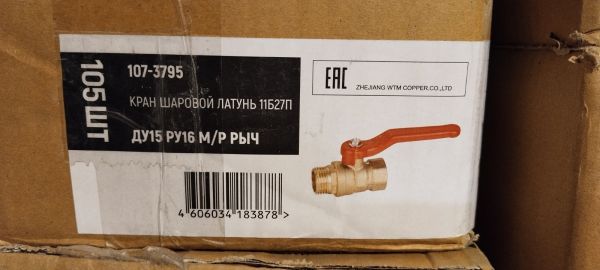 105 ШТ
107-3795
КРАН ШАРОВОЙ ЛАТУНЬ 11Б27П
ДУ15 РУ16 М/Р РЫЧ
4 606034 183878 >
EAC
ZHEJIANG WTM COPPER.CO.,LTD